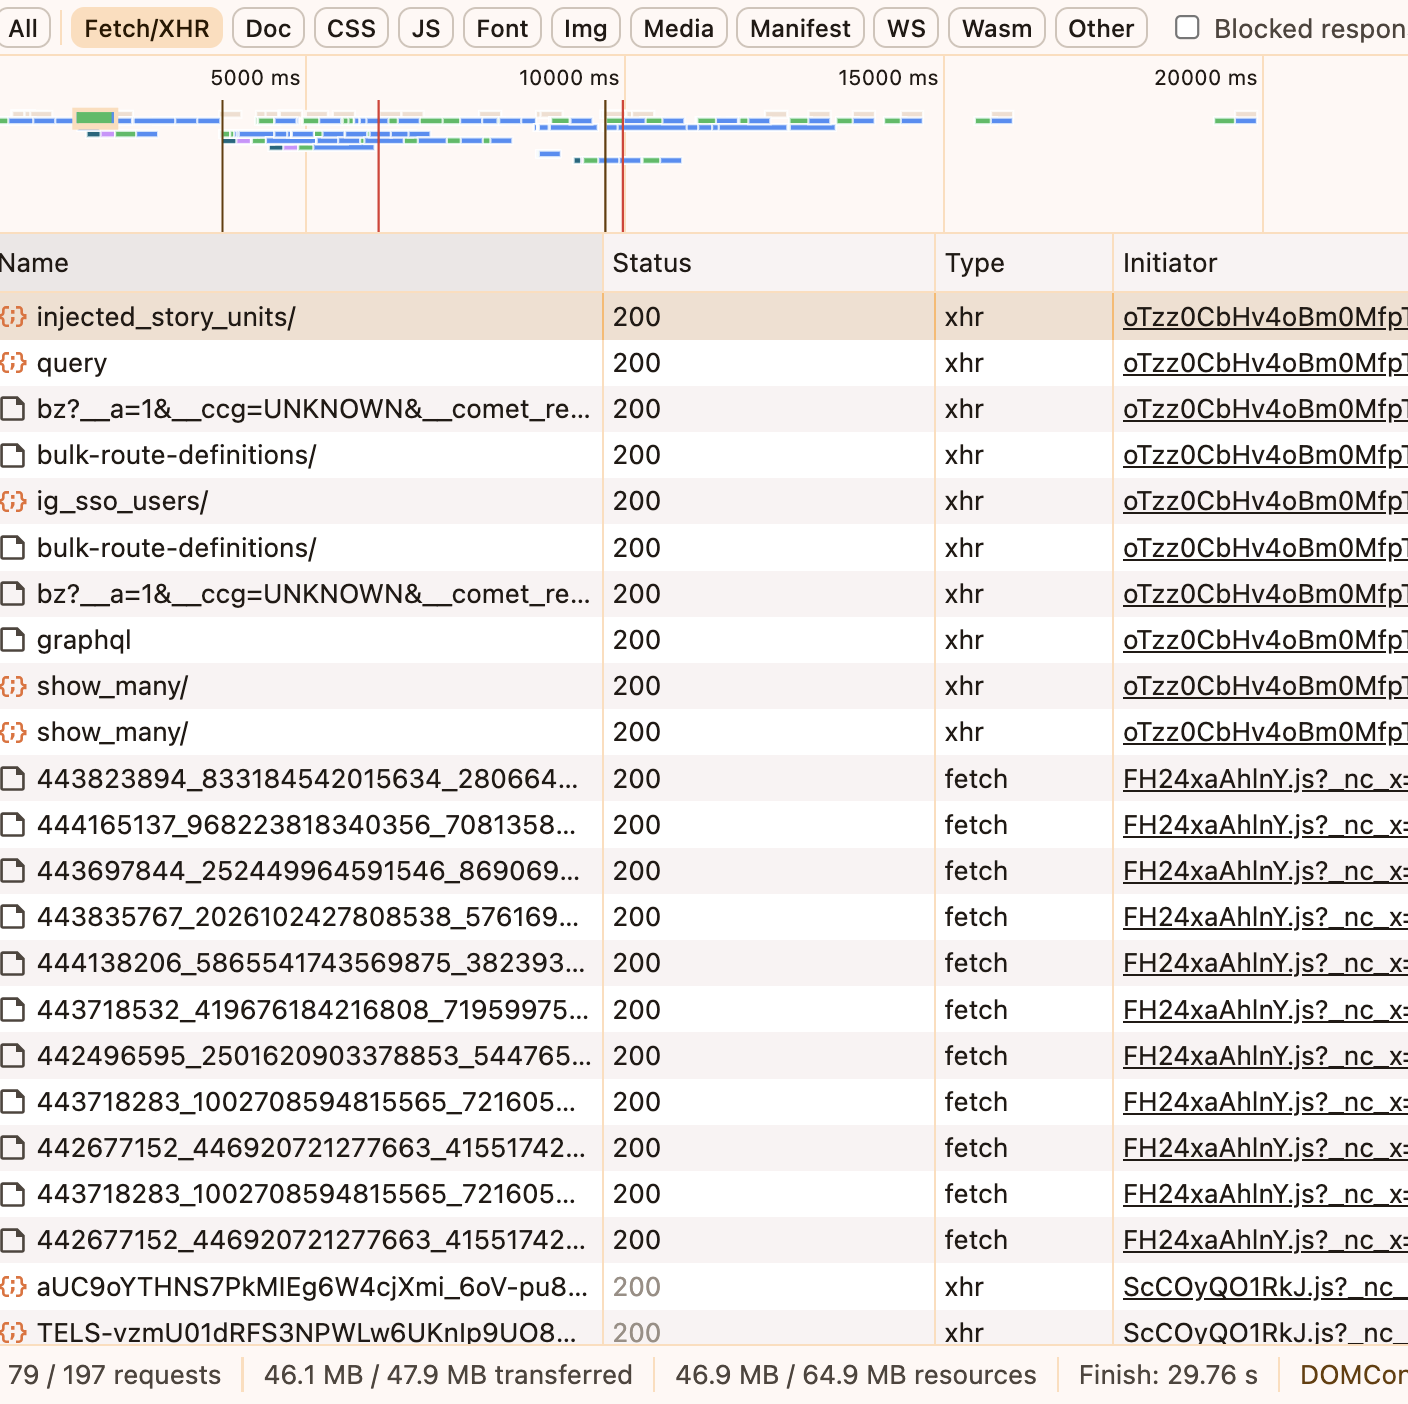 All Fetch/XHR Doc CSS JS Font Img Media Manifest WS Wasm Other Blocked respon
5000 ms 10000 ms 15000 ms 20000 ms
Name Status Type Initiator
injected_story_units/ 200 xhr oTzz0CbHv4oBm0MfpT
query 200 xhr oTzz0CbHv4oBm0MfpT
bz?__a=1&__ccg=UNKNOWN&__comet_re... 200 xhr oTzz0CbHv4oBm0MfpT
bulk-route-definitions/ 200 xhr oTzz0CbHv4oBm0MfpT
ig_sso_users/ 200 xhr oTzz0CbHv4oBm0MfpT
bulk-route-definitions/ 200 xhr oTzz0CbHv4oBm0MfpT
bz?__a=1&__ccg=UNKNOWN&__comet_re... 200 xhr oTzz0CbHv4oBm0MfpT
graphql 200 xhr oTzz0CbHv4oBm0MfpT
show_many/ 200 xhr oTzz0CbHv4oBm0MfpT
show_many/ 200 xhr oTzz0CbHv4oBm0MfpT
443823894_833184542015634_280664... 200 fetch FH24xaAhlnY.js?_nc_x=
444165137_968223818340356_7081358... 200 fetch FH24xaAhlnY.js?_nc_x=
443697844_252449964591546_869069... 200 fetch FH24xaAhlnY.js?_nc_x=
443835767_2026102427808538_576169... 200 fetch FH24xaAhlnY.js?_nc_x=
444138206_5865541743569875_382393... 200 fetch FH24xaAhlnY.js?_nc_x=
443718532_419676184216808_71959975... 200 fetch FH24xaAhlnY.js?_nc_x=
442496595_2501620903378853_544765... 200 fetch FH24xaAhlnY.js?_nc_x=
443718283_1002708594815565_721605... 200 fetch FH24xaAhlnY.js?_nc_x=
442677152_446920721277663_41551742... 200 fetch FH24xaAhlnY.js?_nc_x=
443718283_1002708594815565_721605... 200 fetch FH24xaAhlnY.js?_nc_x=
442677152_446920721277663_41551742... 200 fetch FH24xaAhlnY.js?_nc_x=
aUC9oYTHNS7PkMIEg6W4cjXmi_6oV-pu8... 200 xhr ScCOyQO1RkJ.js?_nc_
TELS-vzmU01dRFS3NPWLw6UKnIp9UO8... 200 xhr ScCOyQO1RkJ.js?_nc_
79 / 197 requests 46.1 MB / 47.9 MB transferred 46.9 MB / 64.9 MB resources Finish: 29.76 s DOMCon